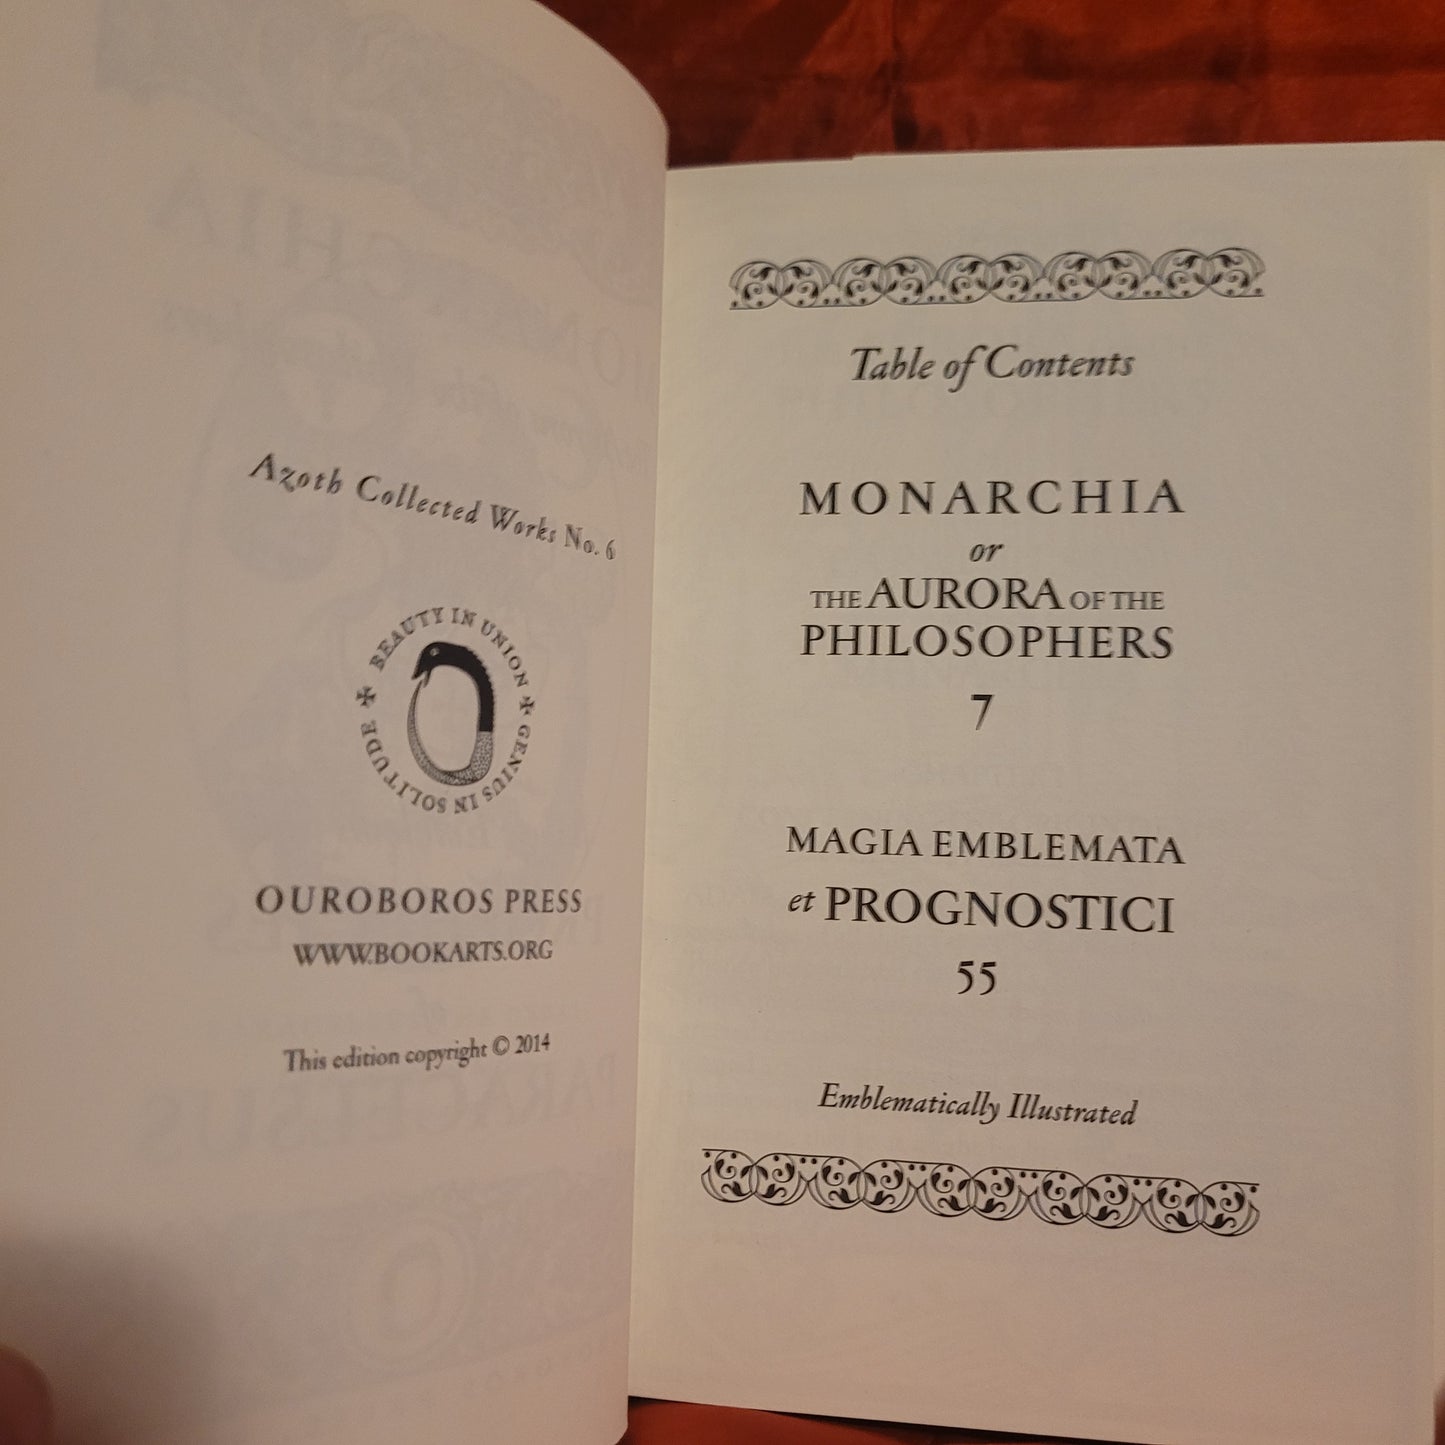 Azoth Collected Works No. 6
✠ BEAUTY IN UNION ✠ GENIUS IN SOLITUDE
OUROBOROS PRESS
WWW.BOOKARTS.ORG
This edition copyright © 2014
Table of Contents
MONARCHIA
or
THE AURORA OF THE
PHILOSOPHERS
7
MAGIA EMBLEMATA
et PROGNOSTICI
55
Emblematically Illustrated